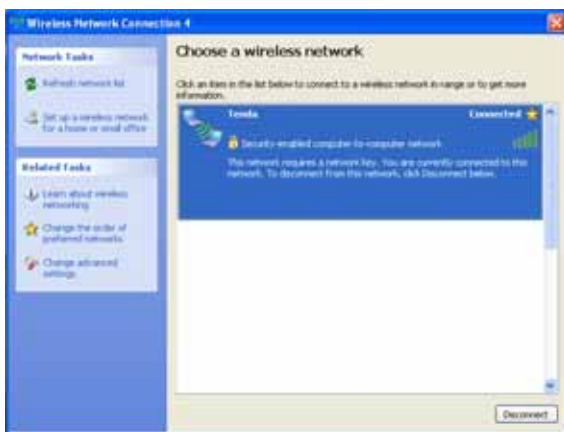 Wireless Network Connection 4
Network Tasks
Refresh network list
Set up a wireless network
for a home or small office
Related Tasks
Learn about wireless
networking
Change the order of
preferred networks
Change advanced
settings
Choose a wireless network
Click an item in the list below to connect to a wireless network in range or to get more
information.
Tenda
Connected
Security-enabled computer-to-computer network
This network requires a network key. You are currently connected to this
network. To disconnect from this network, click Disconnect below.
Disconnect